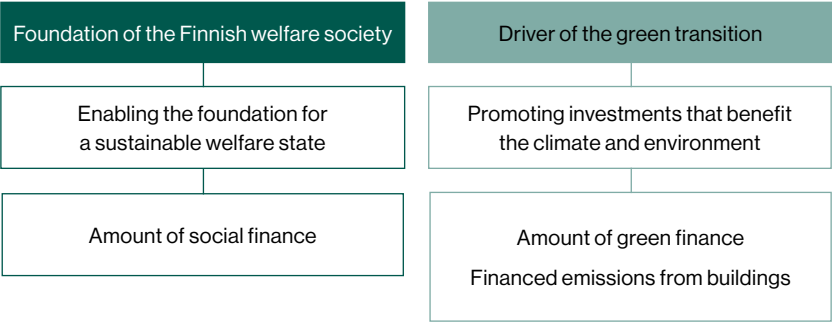 Foundation of the Finnish welfare society
Enabling the foundation for
a sustainable welfare state
Amount of social finance
Driver of the green transition
Promoting investments that benefit
the climate and environment
Amount of green finance
Financed emissions from buildings